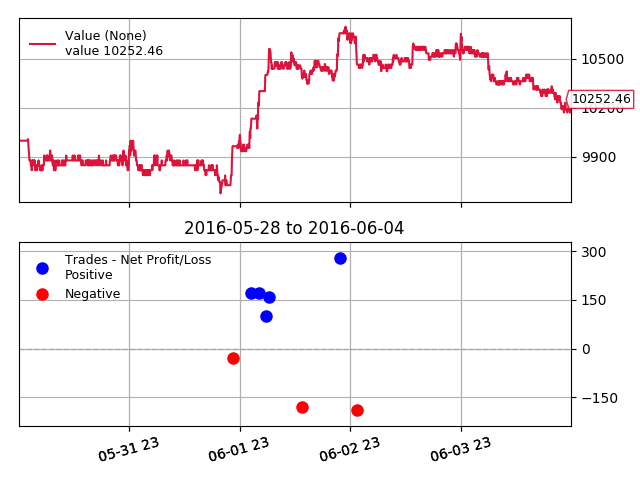 Value (None)
value 10252.46
10500
10252.46
10200
9900
2016-05-28 to 2016-06-04
Trades - Net Profit/Loss
Positive
Negative
300
150
0
−150
05-31 23
06-01 23
06-02 23
06-03 23